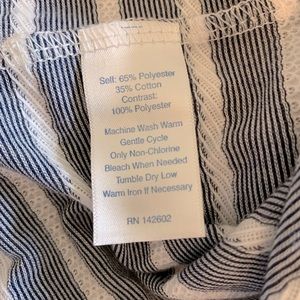 Self: 65% Polyester
35% Cotton
Contrast:
100% Polyester
Machine Wash Warm
Gentle Cycle
Only Non-Chlorine
Bleach When Needed
Tumble Dry Low
Warm Iron If Necessary
RN 142602